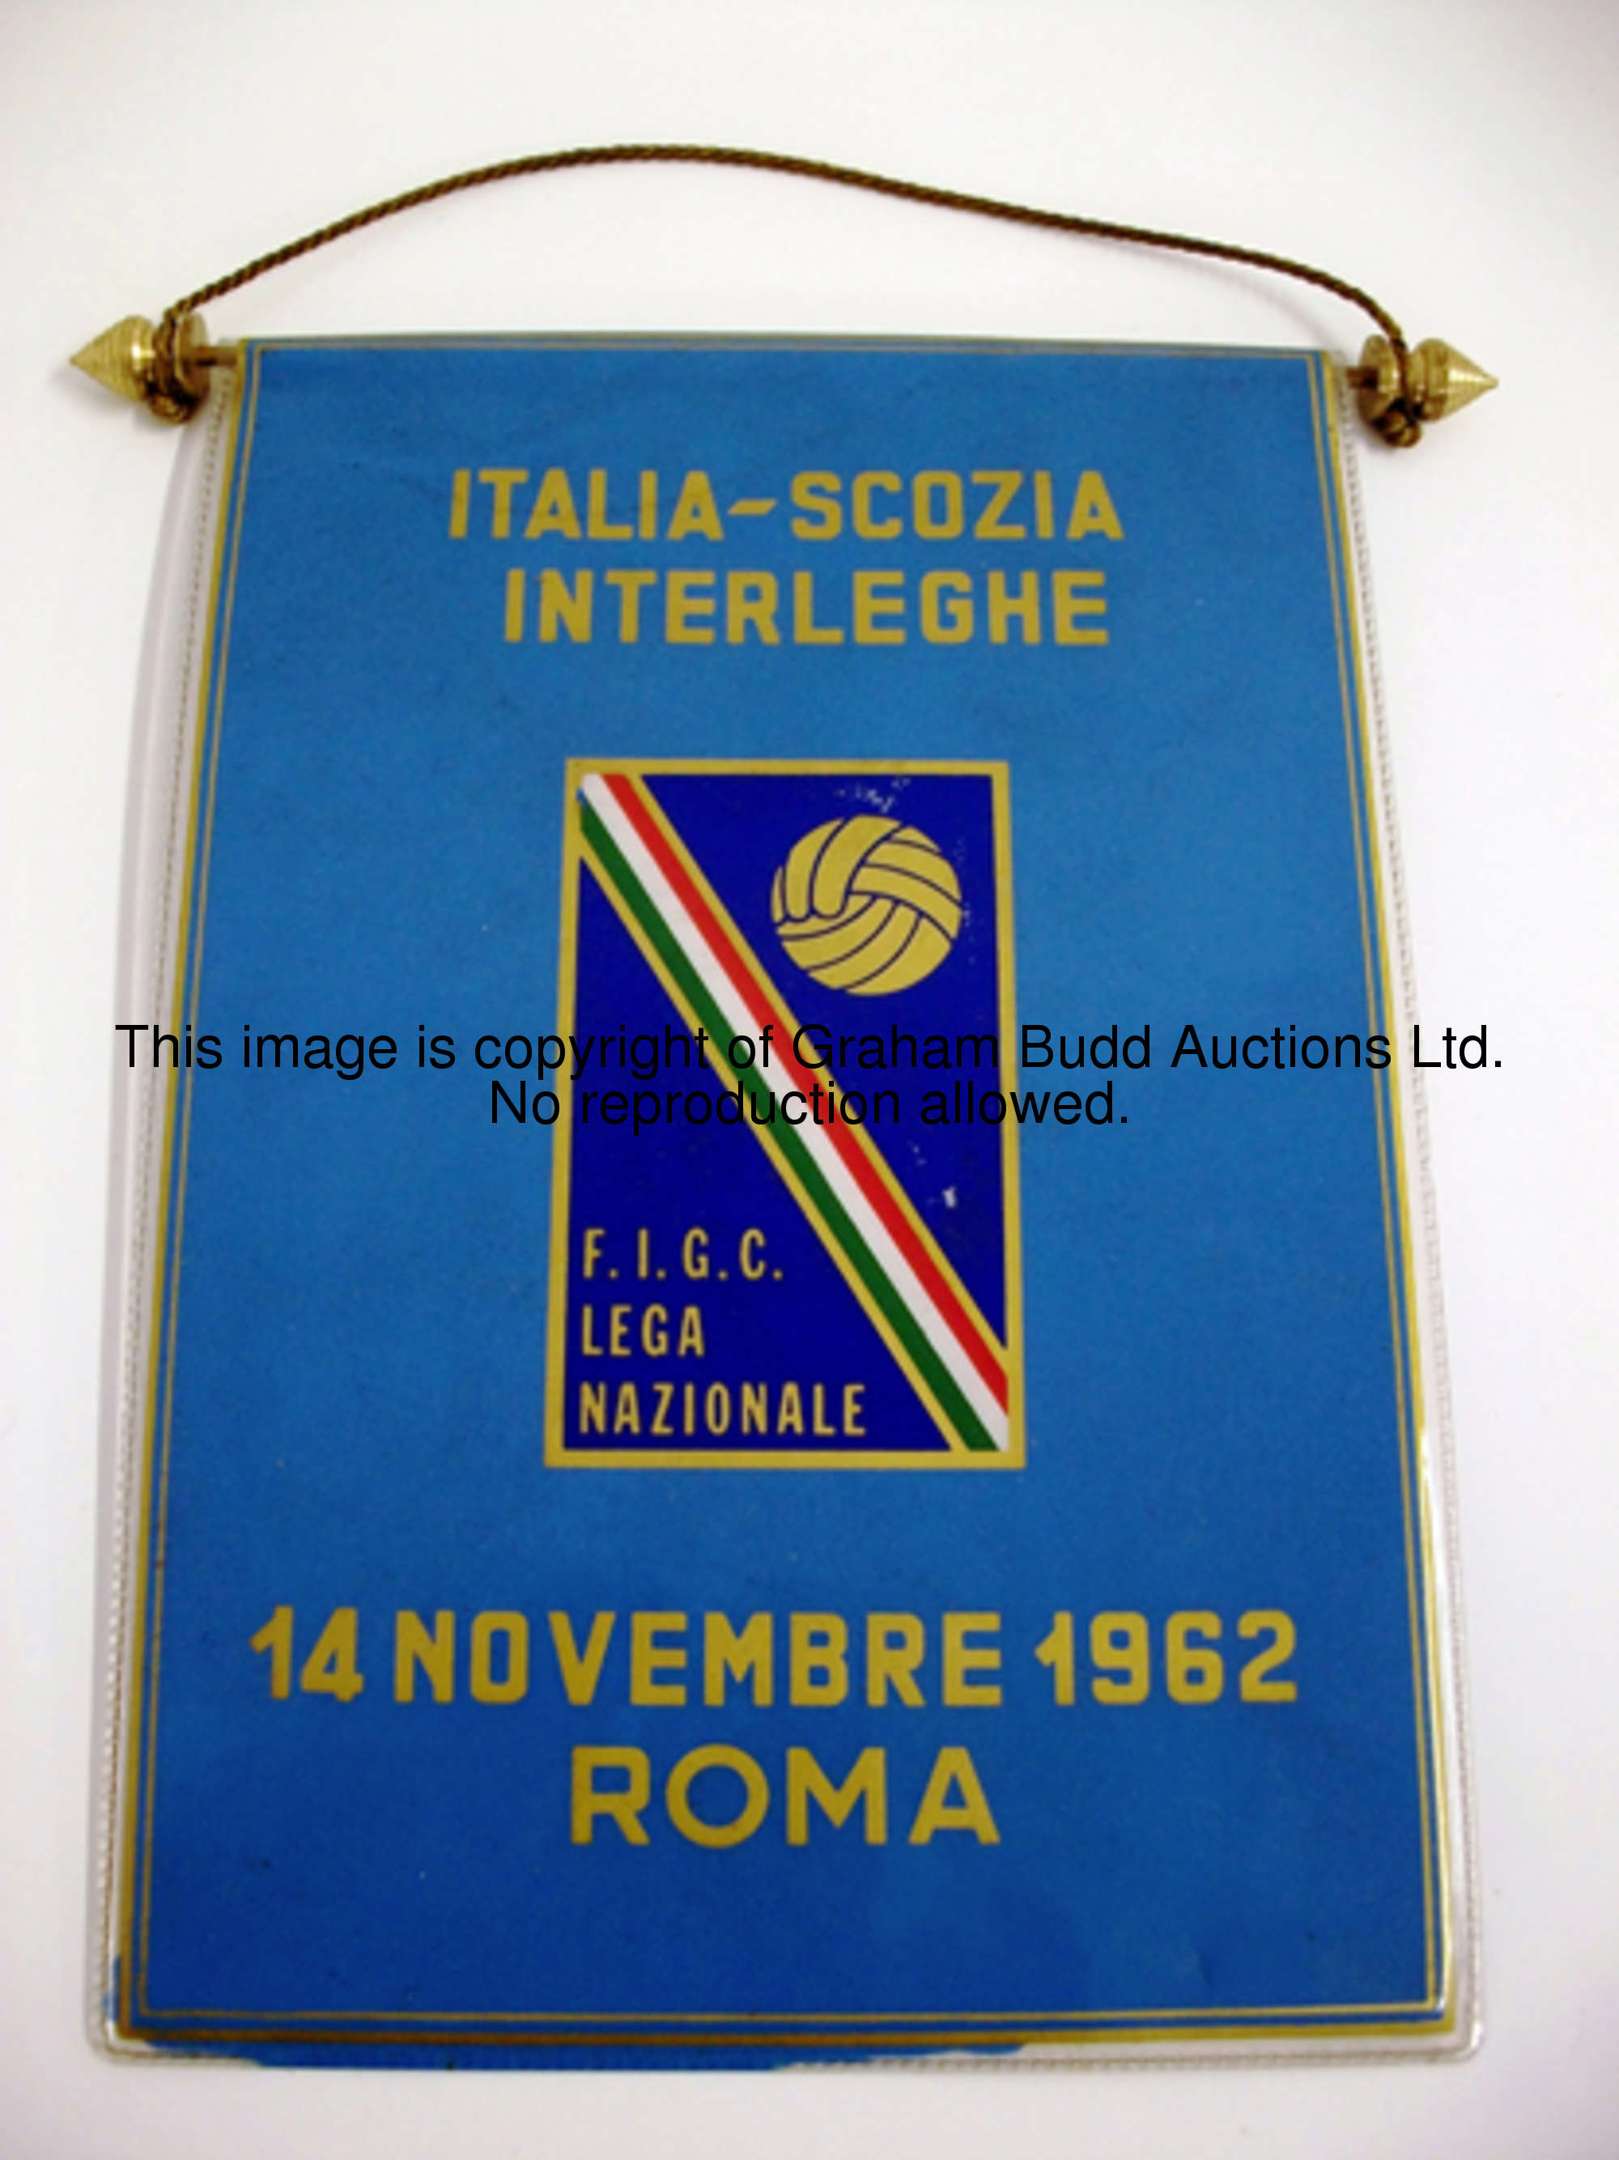 ITALIA-SCOZIA
INTERLEGHE
This image is copyright of Graham Budd Auctions Ltd.
No reproduction allowed.
F.I.G.C.
LEGA
NAZIONALE
14 NOVEMBRE 1962
ROMA